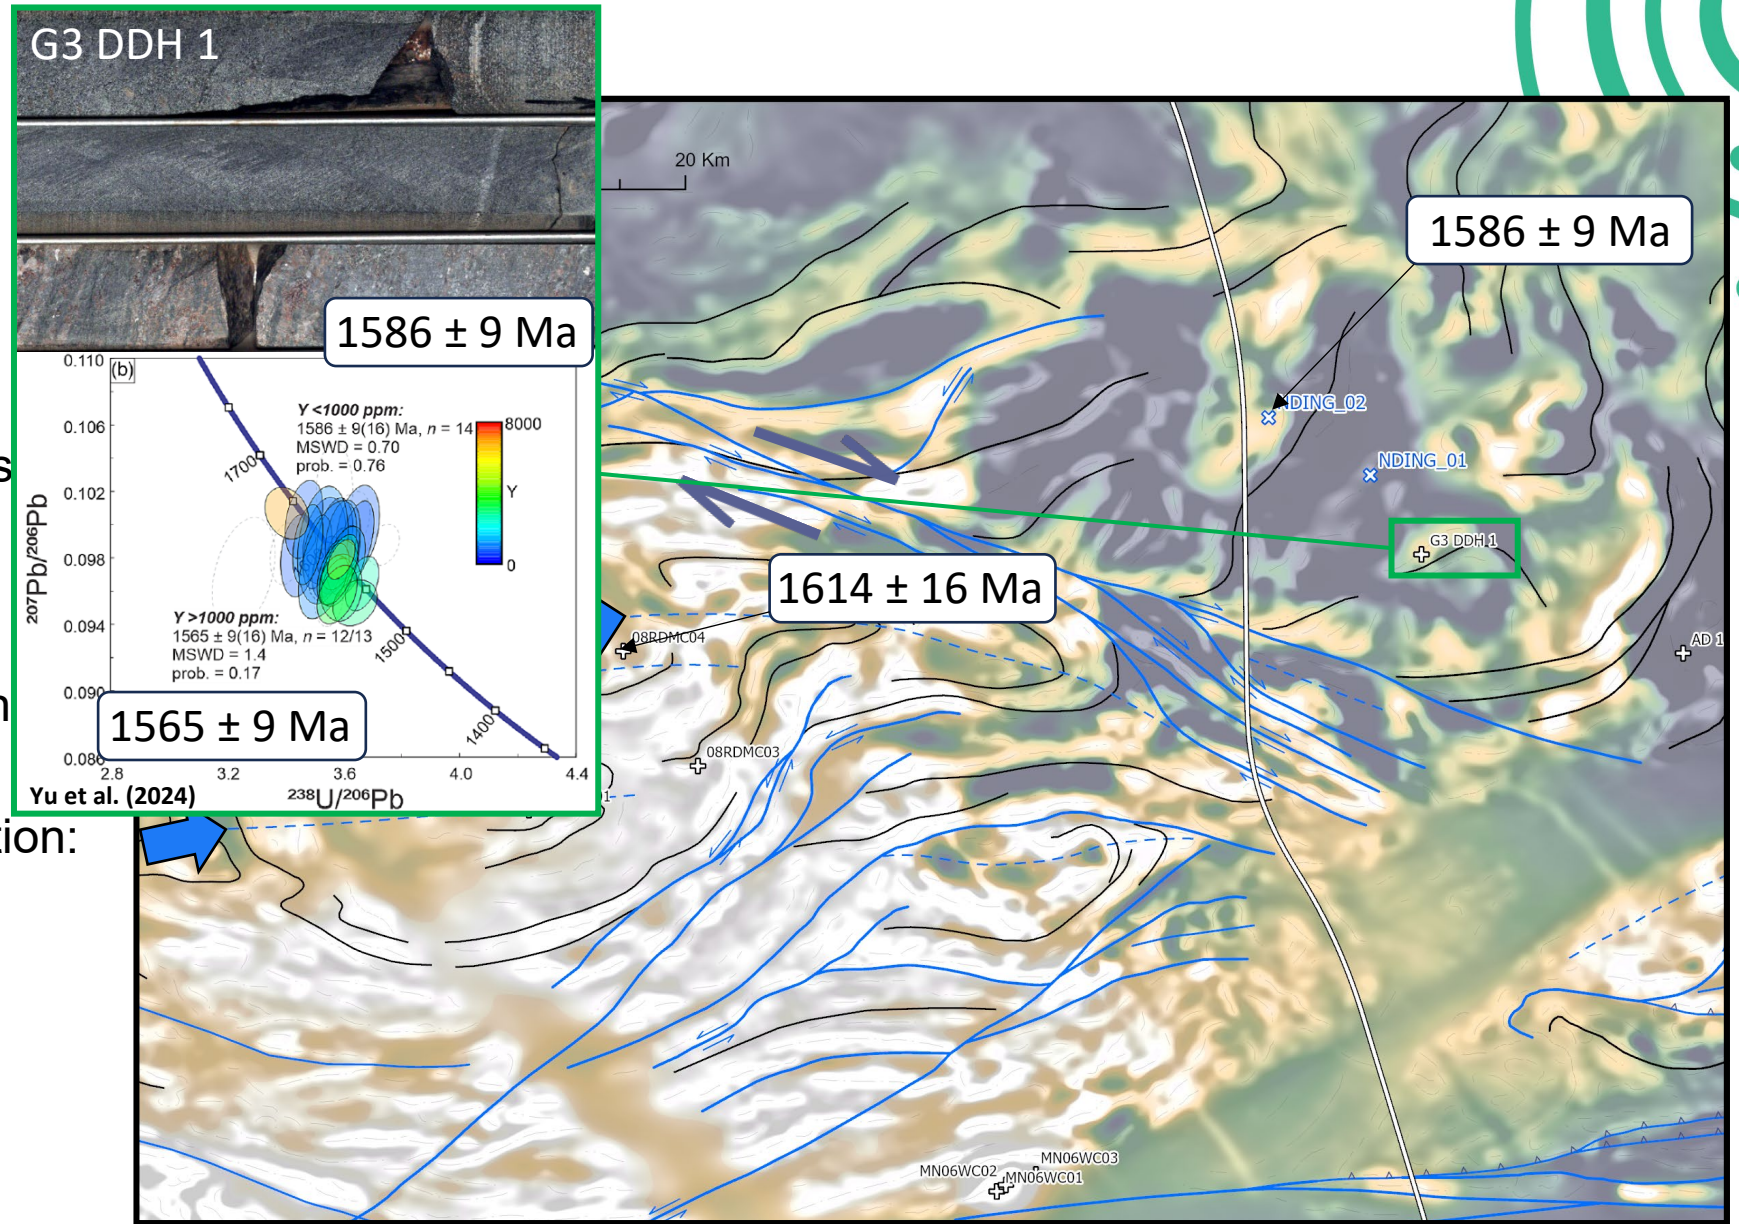 G3 DDH 1
1586 ± 9 Ma
0.110
0.106
0.102
0.098
0.094
0.090
207Pb/206Pb
(b)
Y <1000 ppm:
1586 ± 9(16) Ma, n = 14
MSWD = 0.70
prob. = 0.76
8000
Y
0
1700
1500
1400
Y >1000 ppm:
1565 ± 9(16) Ma, n = 12/13
MSWD = 1.4
prob. = 0.17
1565 ± 9 Ma
2.8
3.2
3.6
4.0
4.4
Yu et al. (2024)
238U/206Pb
s
n
tion:
20 Km
1586 ± 9 Ma
NDING_02
NDING_01
G3 DDH 1
AD 1
1614 ± 16 Ma
08RDMC04
08RDMC03
MN06WC03
MN06WC02
MN06WC01